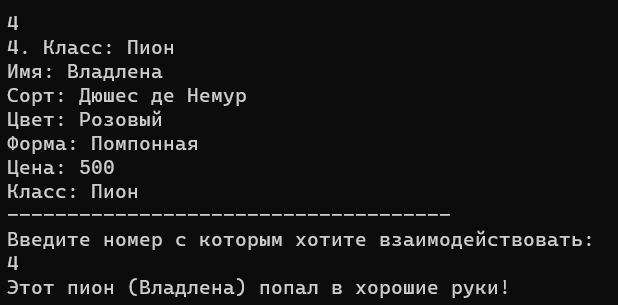 4
4. Класс: Пион
Имя: Владлена
Сорт: Дюшес де Немур
Цвет: Розовый
Форма: Помпонная
Цена: 500
Класс: Пион
-------------------------------------
Введите номер с которым хотите взаимодействовать:
4
Этот пион (Владлена) попал в хорошие руки!